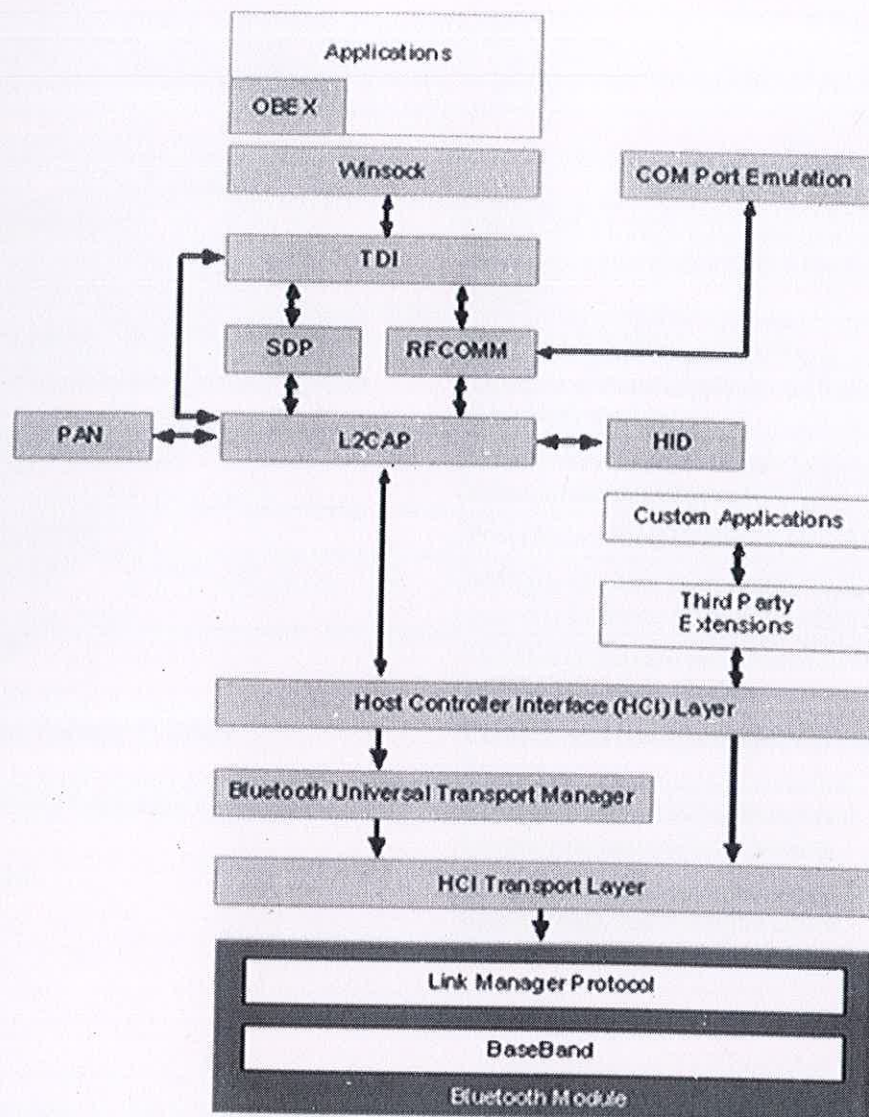 Applications
OBEX
Winsock
COM Port Emulation
TDI
SDP
RFCOMM
PAN
L2CAP
HID
Custom Applications
Third Party
Extensions
Host Controller Interface (HCI) Layer
Bluetooth Universal Transport Manager
HCI Transport Layer
Link Manager Protocol
BaseBand
Bluetooth Module